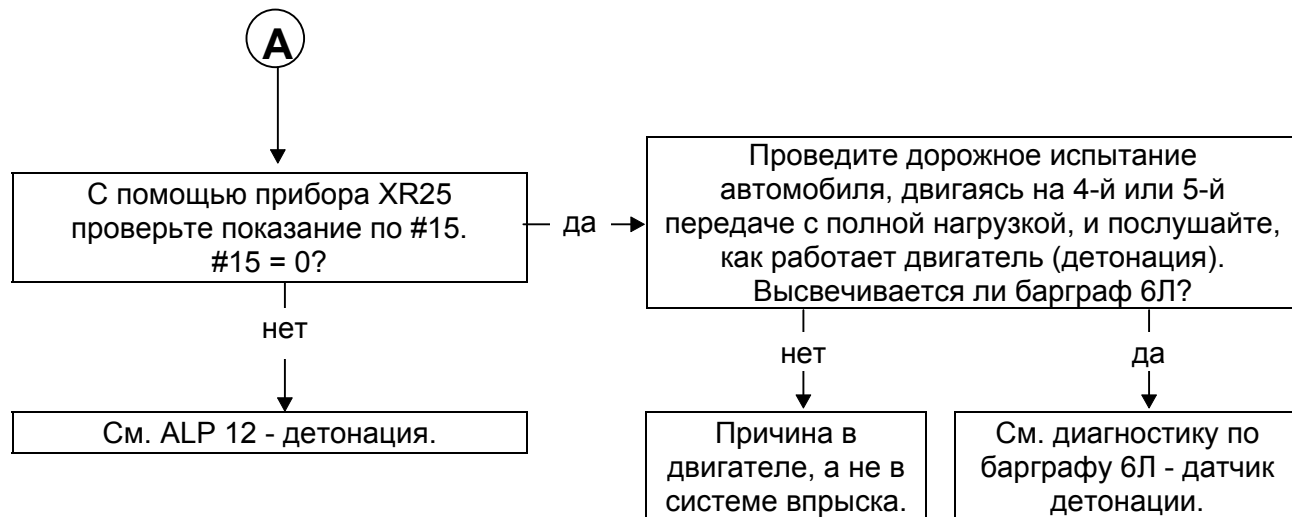 A
С помощью прибора XR25
проверьте показание по #15.
#15 = 0?
да
Проведите дорожное испытание
автомобиля, двигаясь на 4-й или 5-й
передаче с полной нагрузкой, и послушайте,
как работает двигатель (детонация).
Высвечивается ли барграф 6Л?
нет
нет
да
См. ALP 12 - детонация.
Причина в
двигателе, а не в
системе впрыска.
См. диагностику по
барграфу 6Л - датчик
детонации.